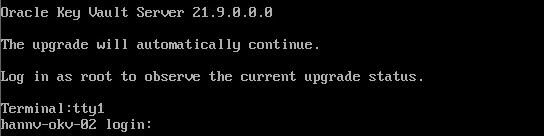 Oracle Key Vault Server 21.9.0.0.0
The upgrade will automatically continue.
Log in as root to observe the current upgrade status.
Terminal:tty1
hannv-okv-02 login: